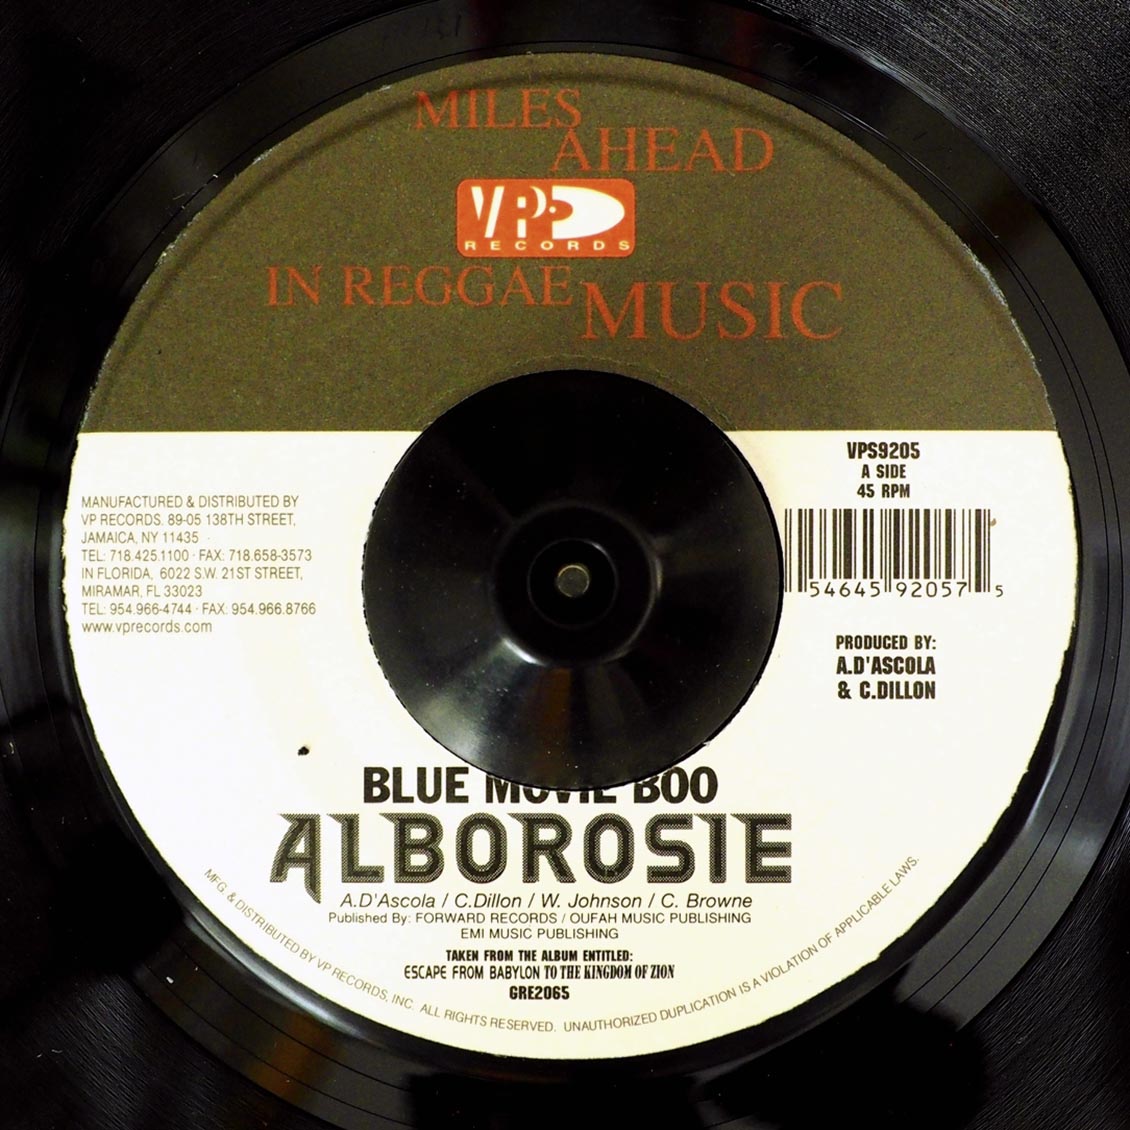 MILES
AHEAD
VP
RECORDS
IN REGGAE
MUSIC
VPS9205
A SIDE
45 RPM
MANUFACTURED & DISTRIBUTED BY
VP RECORDS. 89-05 138TH STREET,
JAMAICA, NY 11435
TEL: 718.425.1100 · FAX: 718.658-3573
IN FLORIDA, 6022 S.W. 21ST STREET,
MIRAMAR, FL 33023
TEL: 954.966-4744 · FAX: 954.966.8766
www.vprecords.com
54645 92057 5
PRODUCED BY:
A.D'ASCOLA
& C.DILLON
BLUE MOVIE BOO
ALBOROSIE
A.D'Ascola / C.Dillon / W. Johnson / C. Browne
Published By: FORWARD RECORDS / OUFAH MUSIC PUBLISHING
EMI MUSIC PUBLISHING
TAKEN FROM THE ALBUM ENTITLED:
ESCAPE FROM BABYLON TO THE KINGDOM OF ZION
GRE2065
MFG. & DISTRIBUTED BY VP RECORDS, INC. ALL RIGHTS RESERVED. UNAUTHORIZED DUPLICATION IS A VIOLATION OF APPLICABLE LAWS.